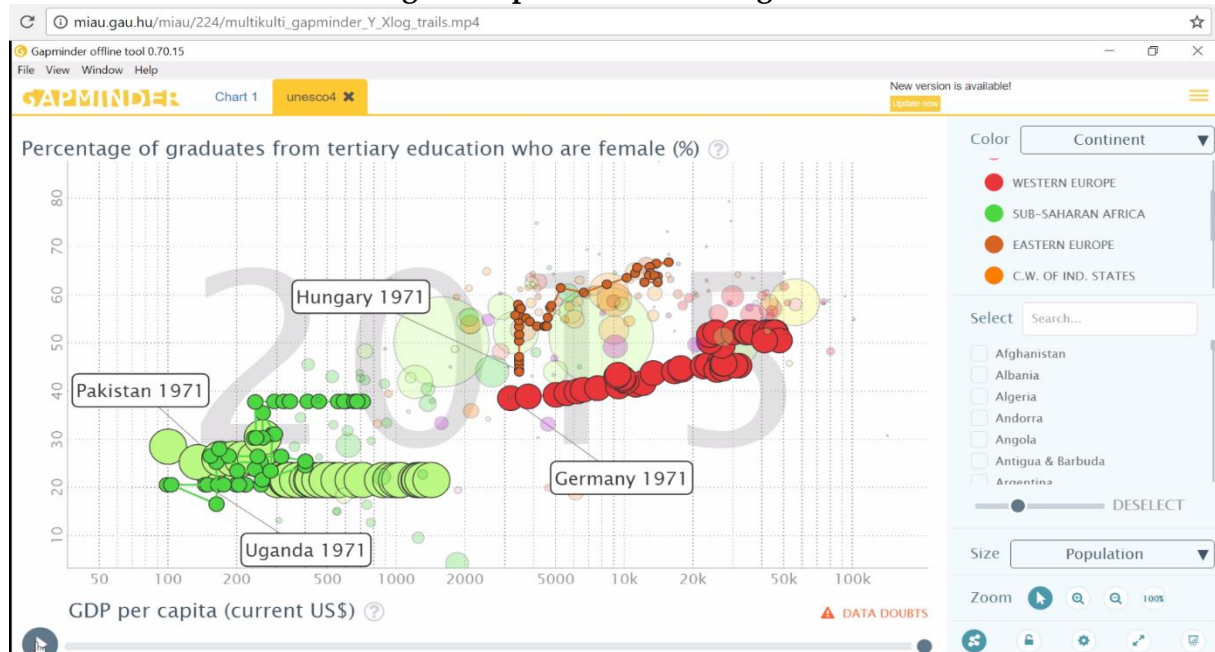 miau.gau.hu/miau/224/multikulti_gapminder_Y_Xlog_trails.mp4
Gapminder offline tool 0.70.15
File View Window Help
GAPMINDER Chart 1 unesco4 New version is available!
Update now
Percentage of graduates from tertiary education who are female (%)
Color Continent
WESTERN EUROPE
SUB-SAHARAN AFRICA
EASTERN EUROPE
C.W. OF IND. STATES
Select Search...
Afghanistan
Albania
Algeria
Andorra
Angola
Antigua & Barbuda
Argentina
DESELECT
Size Population
Zoom 100%
80
70
60
50
40
30
20
10
2015
Hungary 1971
Pakistan 1971
Germany 1971
Uganda 1971
50 100 200 500 1000 2000 5000 10k 20k 50k 100k
GDP per capita (current US$) DATA DOUBTS